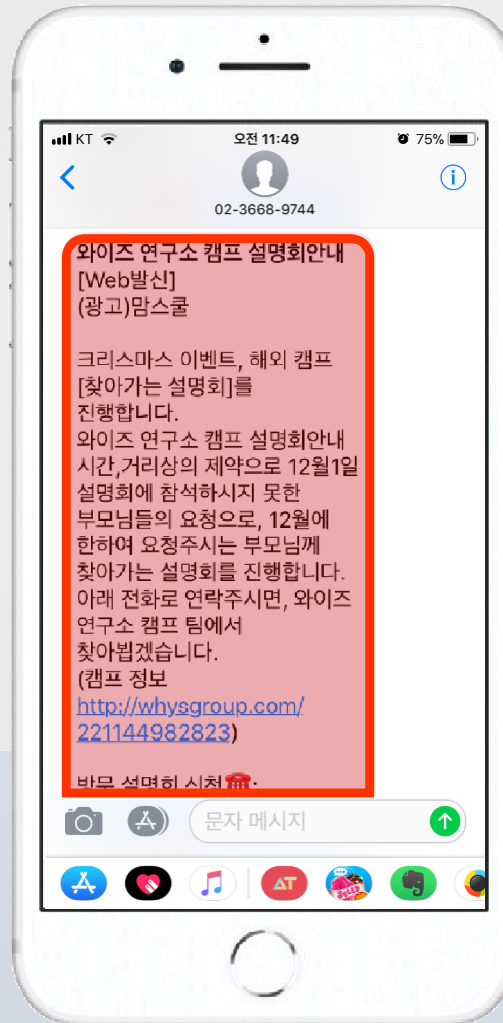 KT 오전 11:49 75%
02-3668-9744
와이즈 연구소 캠프 설명회안내
[Web발신]
(광고)맘스쿨
크리스마스 이벤트, 해외 캠프
[찾아가는 설명회]를
진행합니다.
와이즈 연구소 캠프 설명회안내
시간,거리상의 제약으로 12월1일
설명회에 참석하시지 못한
부모님들의 요청으로, 12월에
한하여 요청주시는 부모님께
찾아가는 설명회를 진행합니다.
아래 전화로 연락주시면, 와이즈
연구소 캠프 팀에서
찾아뵙겠습니다.
(캠프 정보
http://whysgroup.com/
221144982823)
방문 설명회 신청☎:
문자 메시지